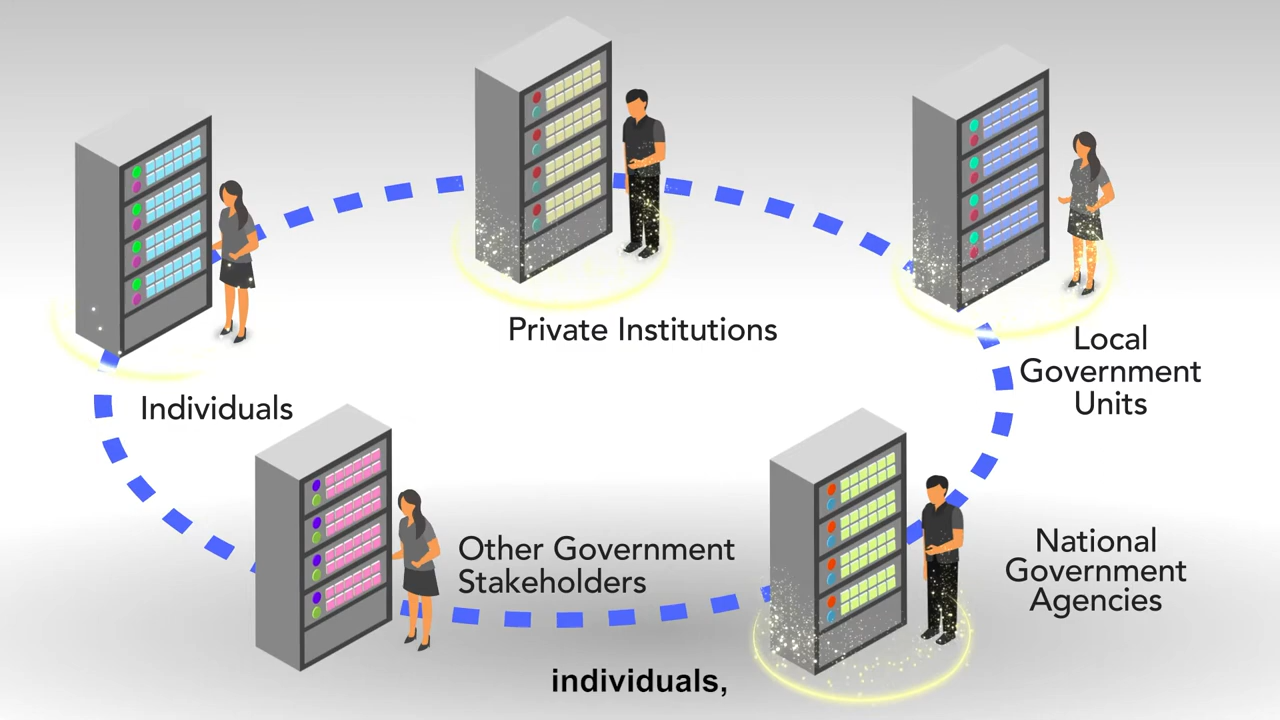 Private Institutions
Local
Government
Units
Individuals
Other Government
Stakeholders
National
Government
Agencies
individuals,